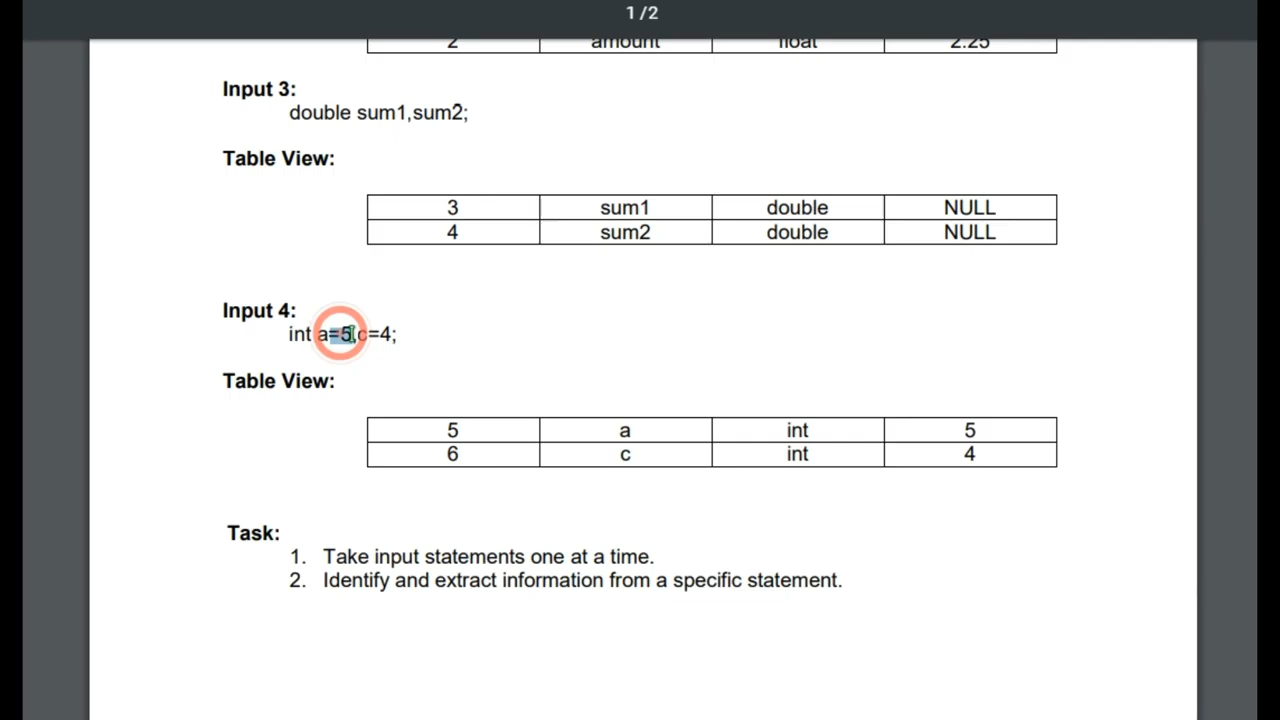 1 / 2
2 amount float 2.25
Input 3:
double sum1,sum2;
Table View:
3 sum1 double NULL
4 sum2 double NULL
Input 4:
int a=5,c=4;
Table View:
5 a int 5
6 c int 4
Task:
1. Take input statements one at a time.
2. Identify and extract information from a specific statement.